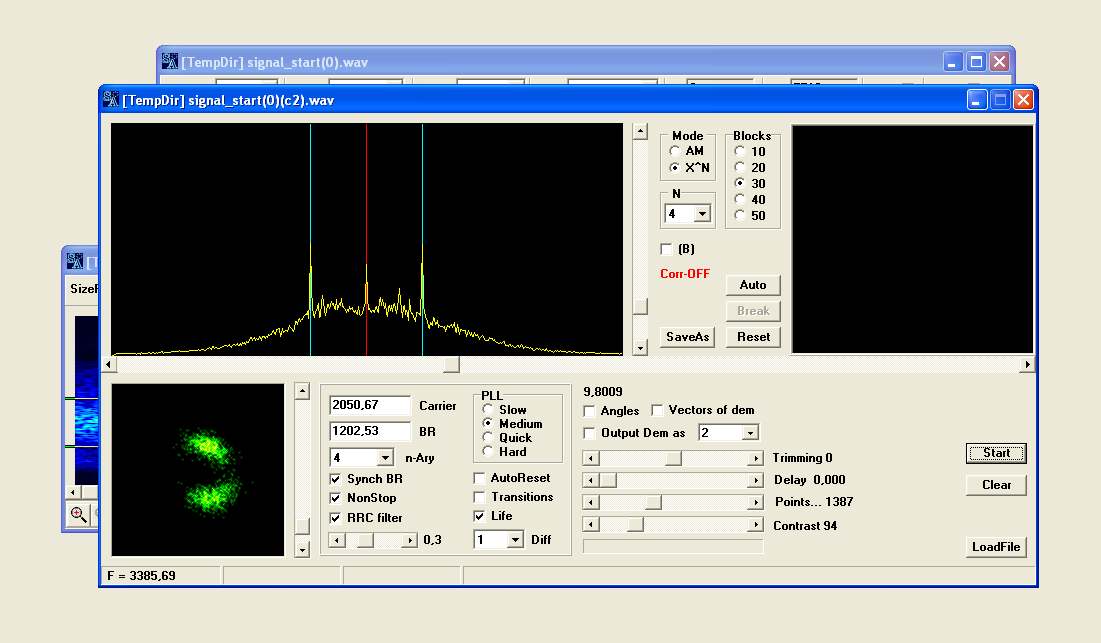 [TempDir] signal_start(0).wav
[TempDir] signal_start(0)(c2).wav
Mode
AM
X^N
Blocks
10
20
30
40
50
N
4
(B)
Corr-OFF
Auto
Break
SaveAs
Reset
2050,67 Carrier
1202,53 BR
4 n-Ary
Synch BR
NonStop
RRC filter
0,3
PLL
Slow
Medium
Quick
Hard
AutoReset
Transitions
Life
1 Diff
9,8009
Angles Vectors of dem
Output Dem as 2
Trimming 0
Delay 0,000
Points... 1387
Contrast 94
Start
Clear
LoadFile
F = 3385,69